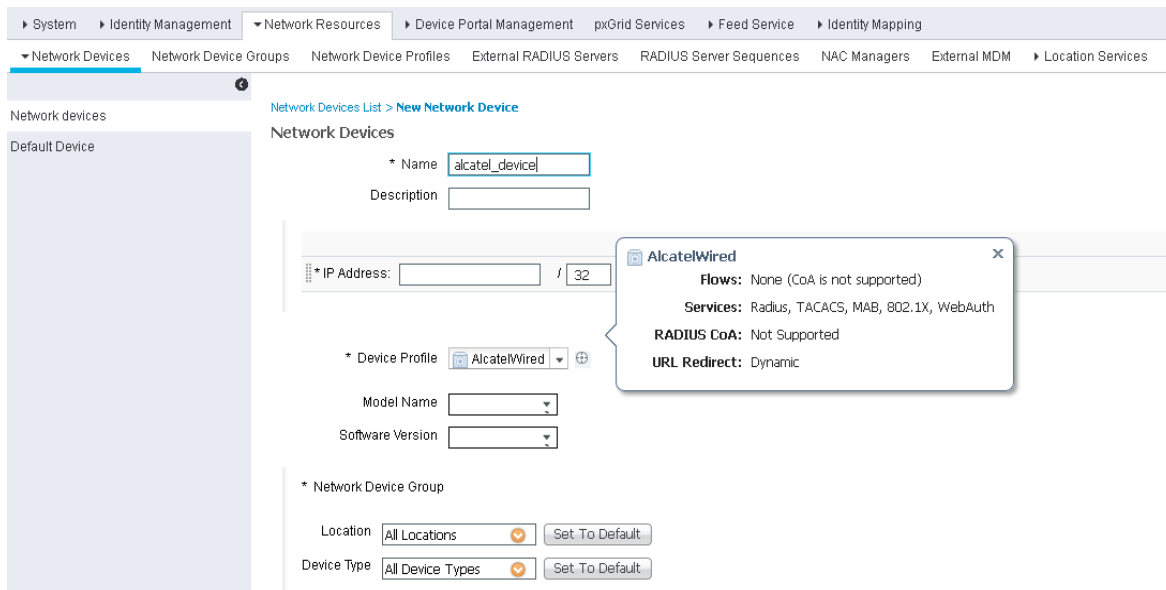 System Identity Management Network Resources Device Portal Management pxGrid Services Feed Service Identity Mapping
Network Devices Network Device Groups Network Device Profiles External RADIUS Servers RADIUS Server Sequences NAC Managers External MDM Location Services
Network devices
Default Device
Network Devices List > New Network Device
Network Devices
* Name alcatel_device
Description
* IP Address: / 32
AlcatelWired
Flows: None (CoA is not supported)
Services: Radius, TACACS, MAB, 802.1X, WebAuth
RADIUS CoA: Not Supported
URL Redirect: Dynamic
* Device Profile AlcatelWired
Model Name
Software Version
* Network Device Group
Location All Locations Set To Default
Device Type All Device Types Set To Default